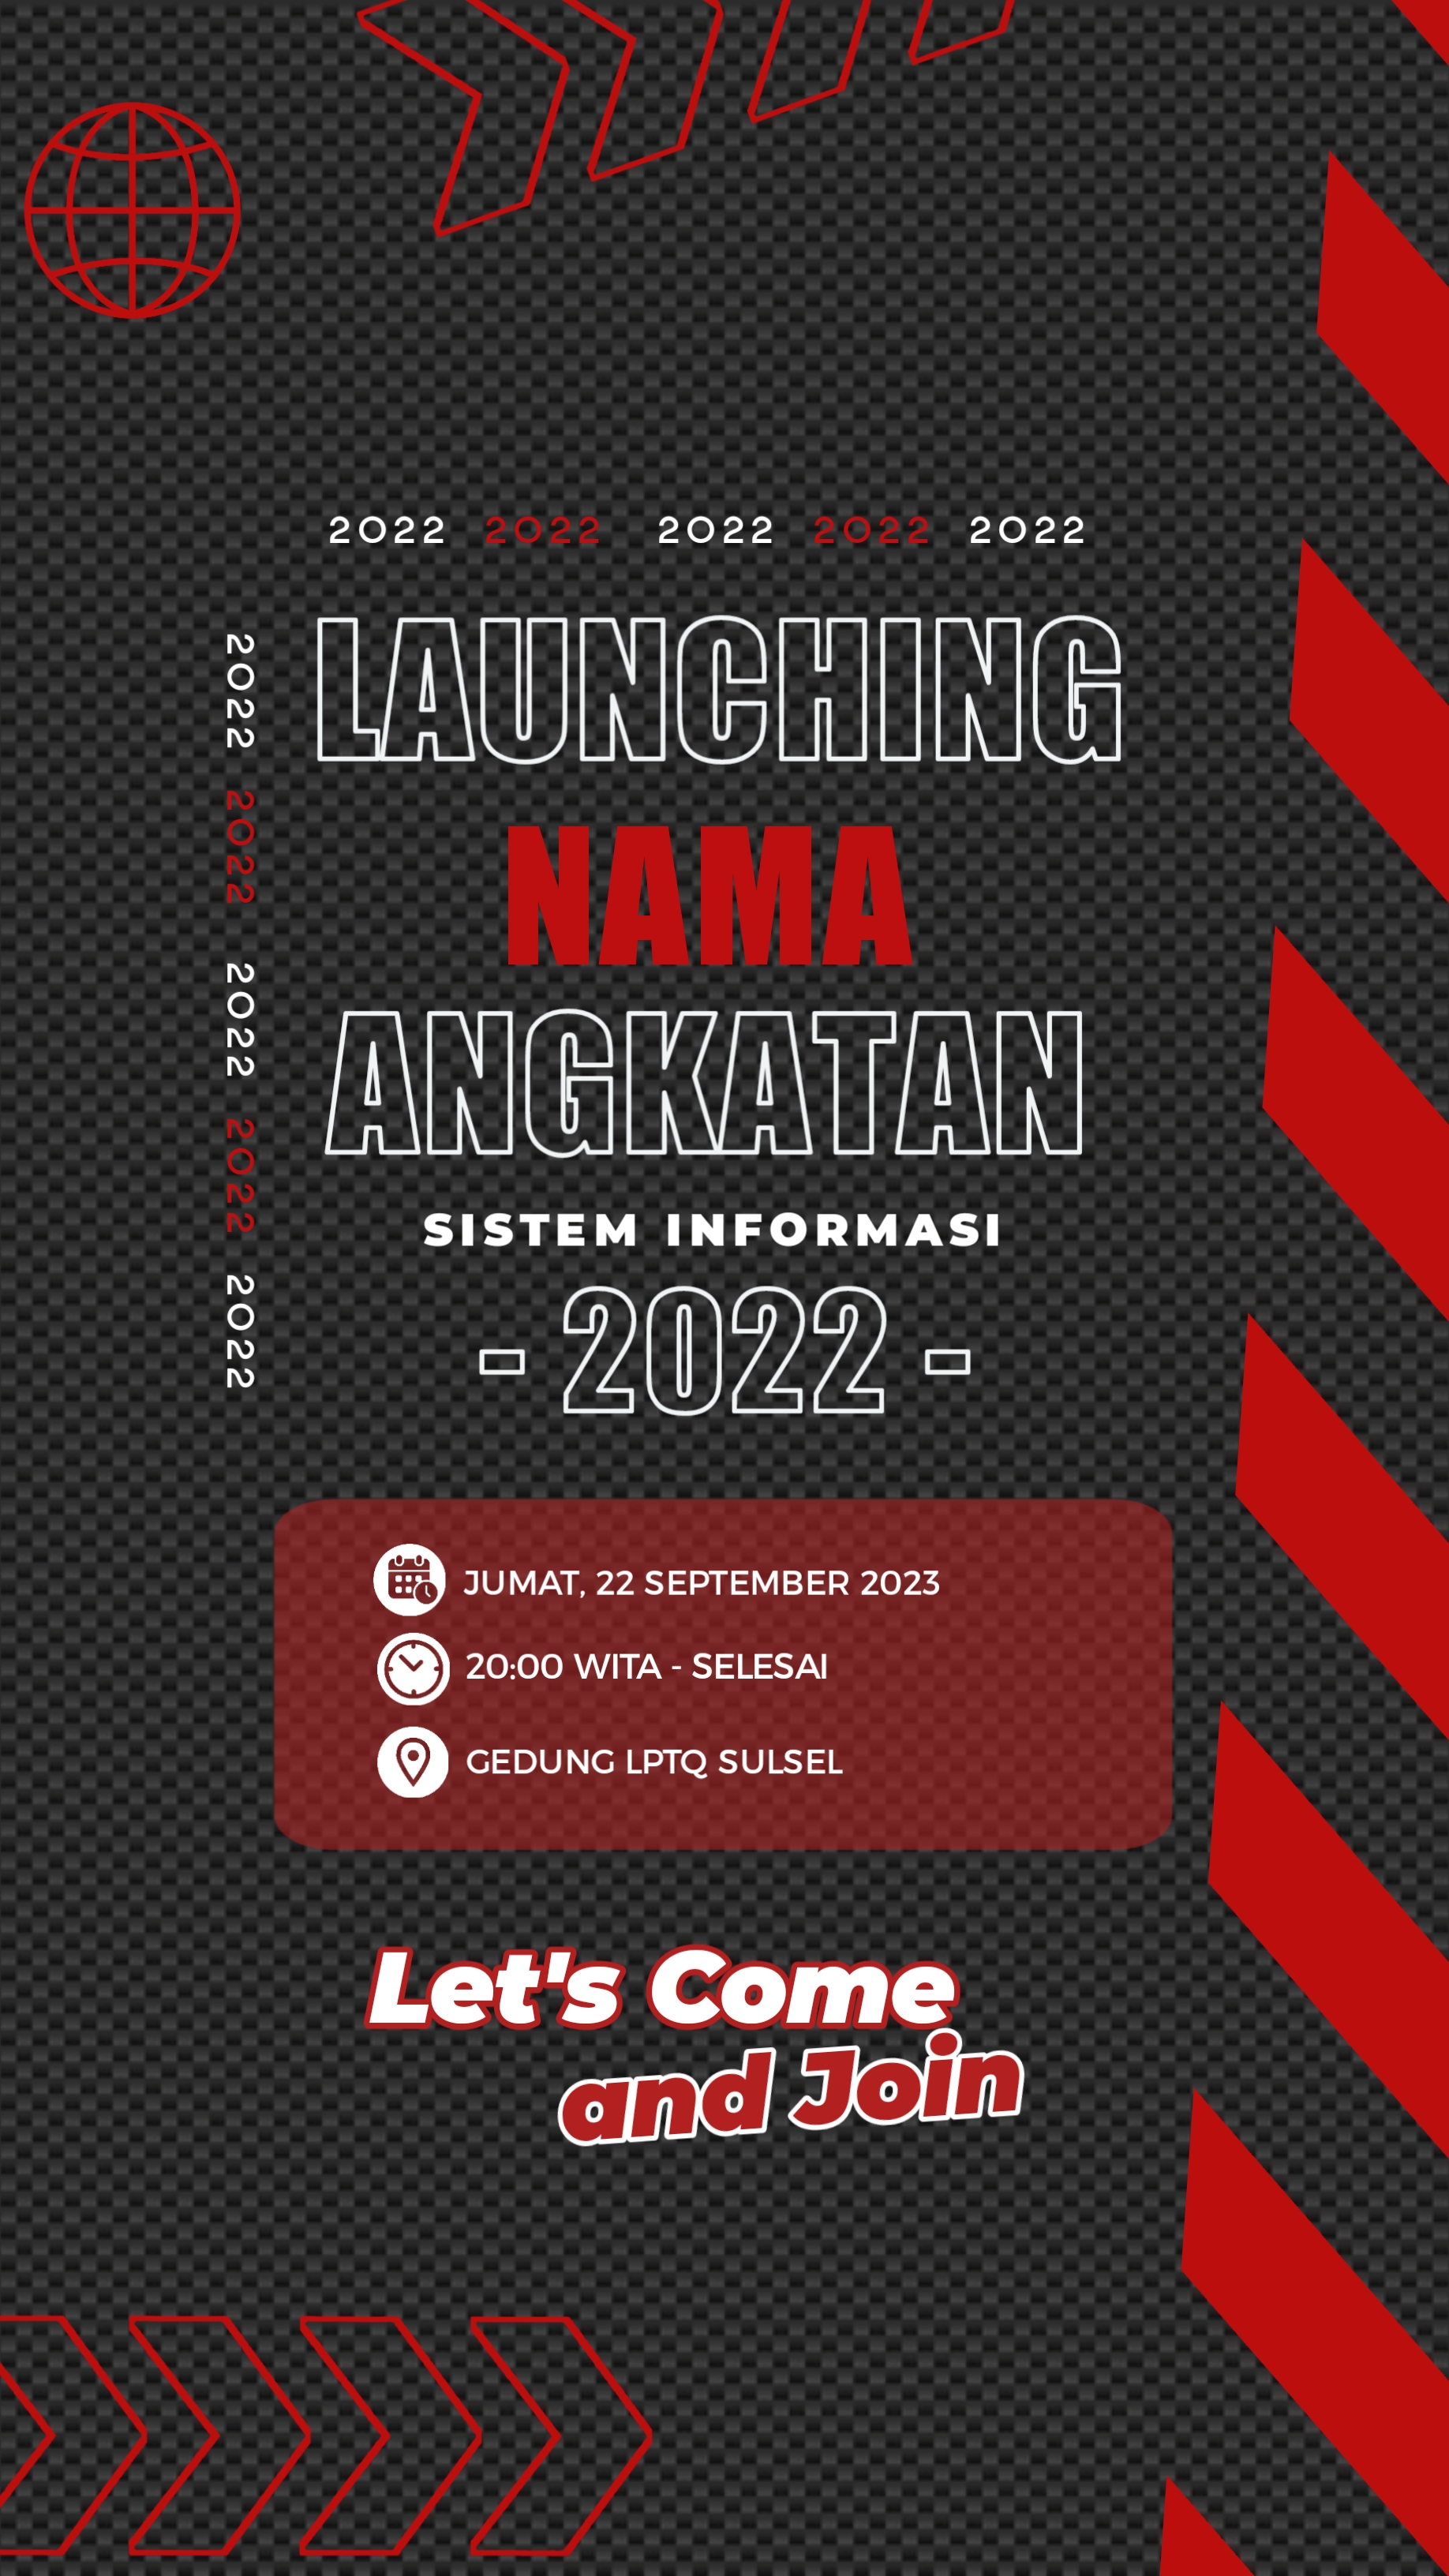 2022 2022 2022 2022 2022
2022 2022 2022 2022 2022
LAUNCHING
NAMA
ANGKATAN
SISTEM INFORMASI
- 2022 -
JUMAT, 22 SEPTEMBER 2023
20:00 WITA - SELESAI
GEDUNG LPTQ SULSEL
Let's Come
and Join